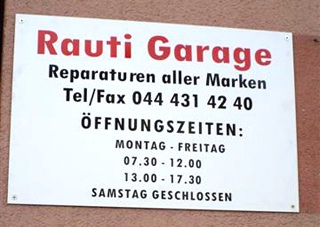 Rauti Garage
Reparaturen aller Marken
Tel/Fax 044 431 42 40
ÖFFNUNGSZEITEN:
MONTAG - FREITAG
07.30 - 12.00
13.00 - 17.30
SAMSTAG GESCHLOSSEN